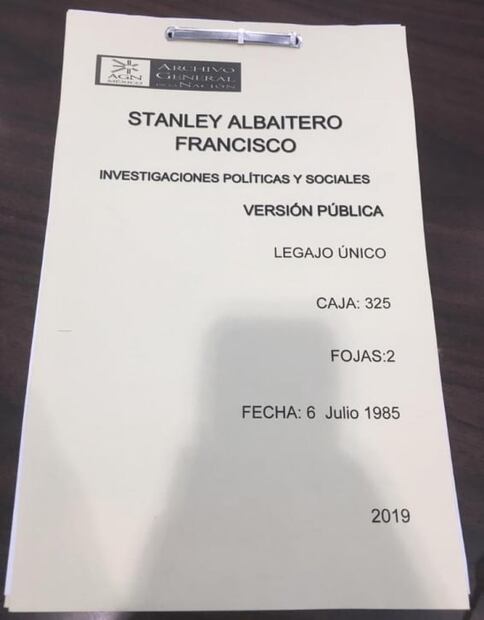 AGN
MÉXICO
ARCHIVO
GENERAL
DE LA NACIÓN
STANLEY ALBAITERO
FRANCISCO
INVESTIGACIONES POLÍTICAS Y SOCIALES
VERSIÓN PÚBLICA
LEGAJO ÚNICO
CAJA: 325
FOJAS:2
FECHA: 6 Julio 1985
2019